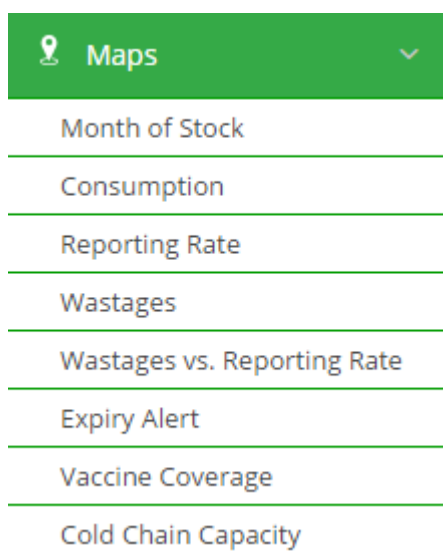 Maps
Month of Stock
Consumption
Reporting Rate
Wastages
Wastages vs. Reporting Rate
Expiry Alert
Vaccine Coverage
Cold Chain Capacity